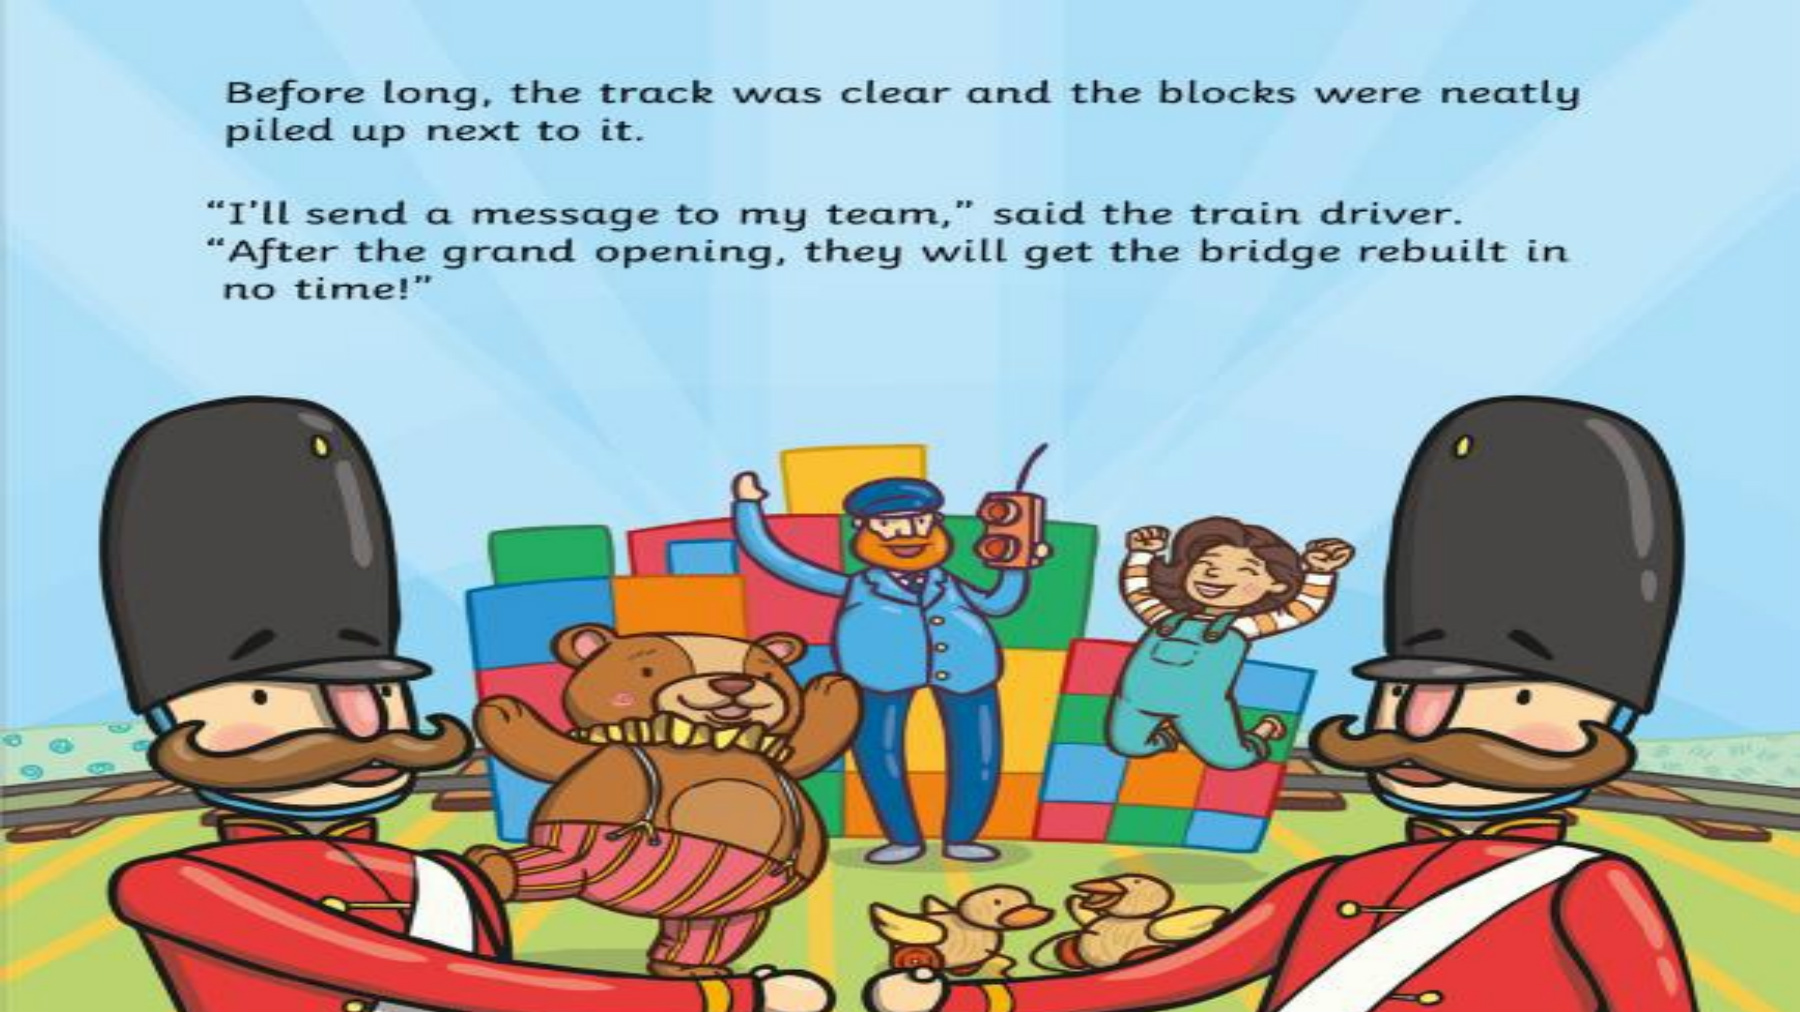 Before long, the track was clear and the blocks were neatly
piled up next to it.
“I’ll send a message to my team,” said the train driver.
“After the grand opening, they will get the bridge rebuilt in
no time!”